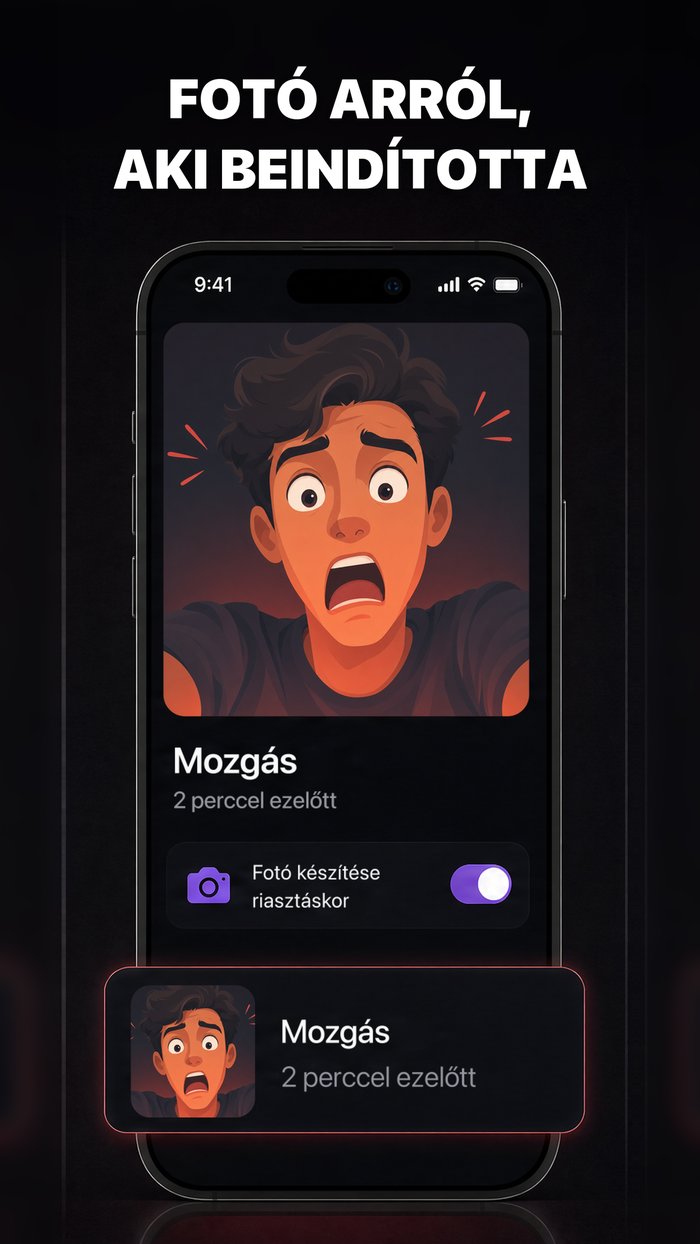 FOTÓ ARRÓL,
AKI BEINDÍTOTTA
9:41
Mozgás
2 perccel ezelőtt
Fotó készítése
riasztáskor
Mozgás
2 perccel ezelőtt